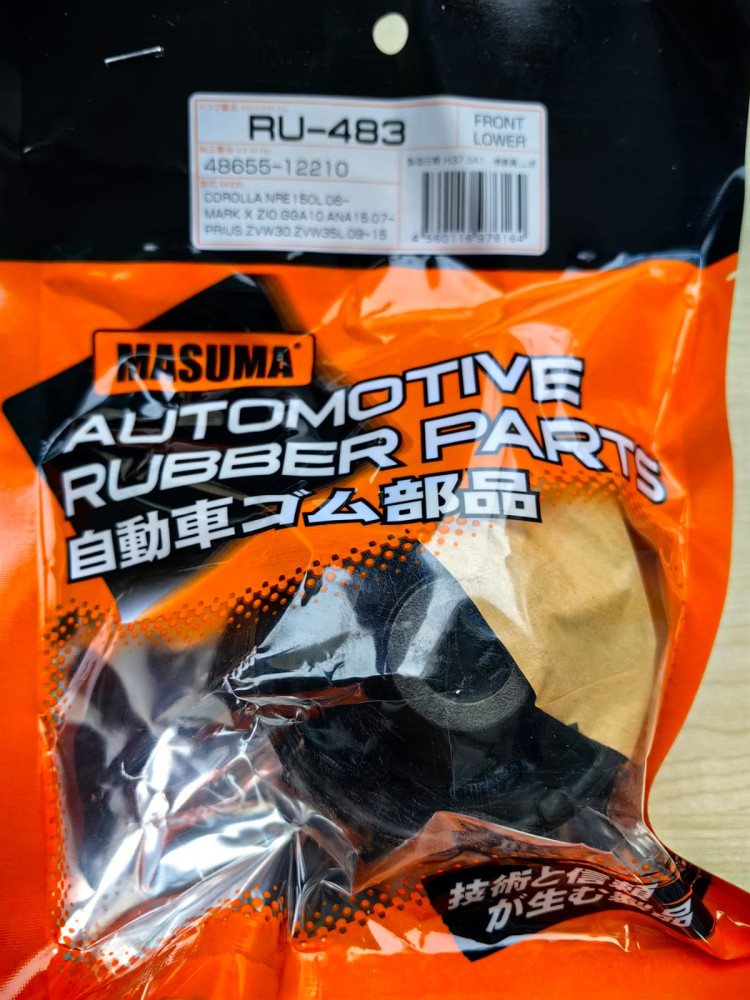 RU-483
FRONT
LOWER
48655-12210
COROLLA NRE150L 06-
MARK X ZIO GGA10 ANA15 07-
PRIUS ZVW30 ZVW35L 09-15
MASUMA
AUTOMOTIVE
RUBBER PARTS
自動車ゴム部品
技術と信頼
が生む製品